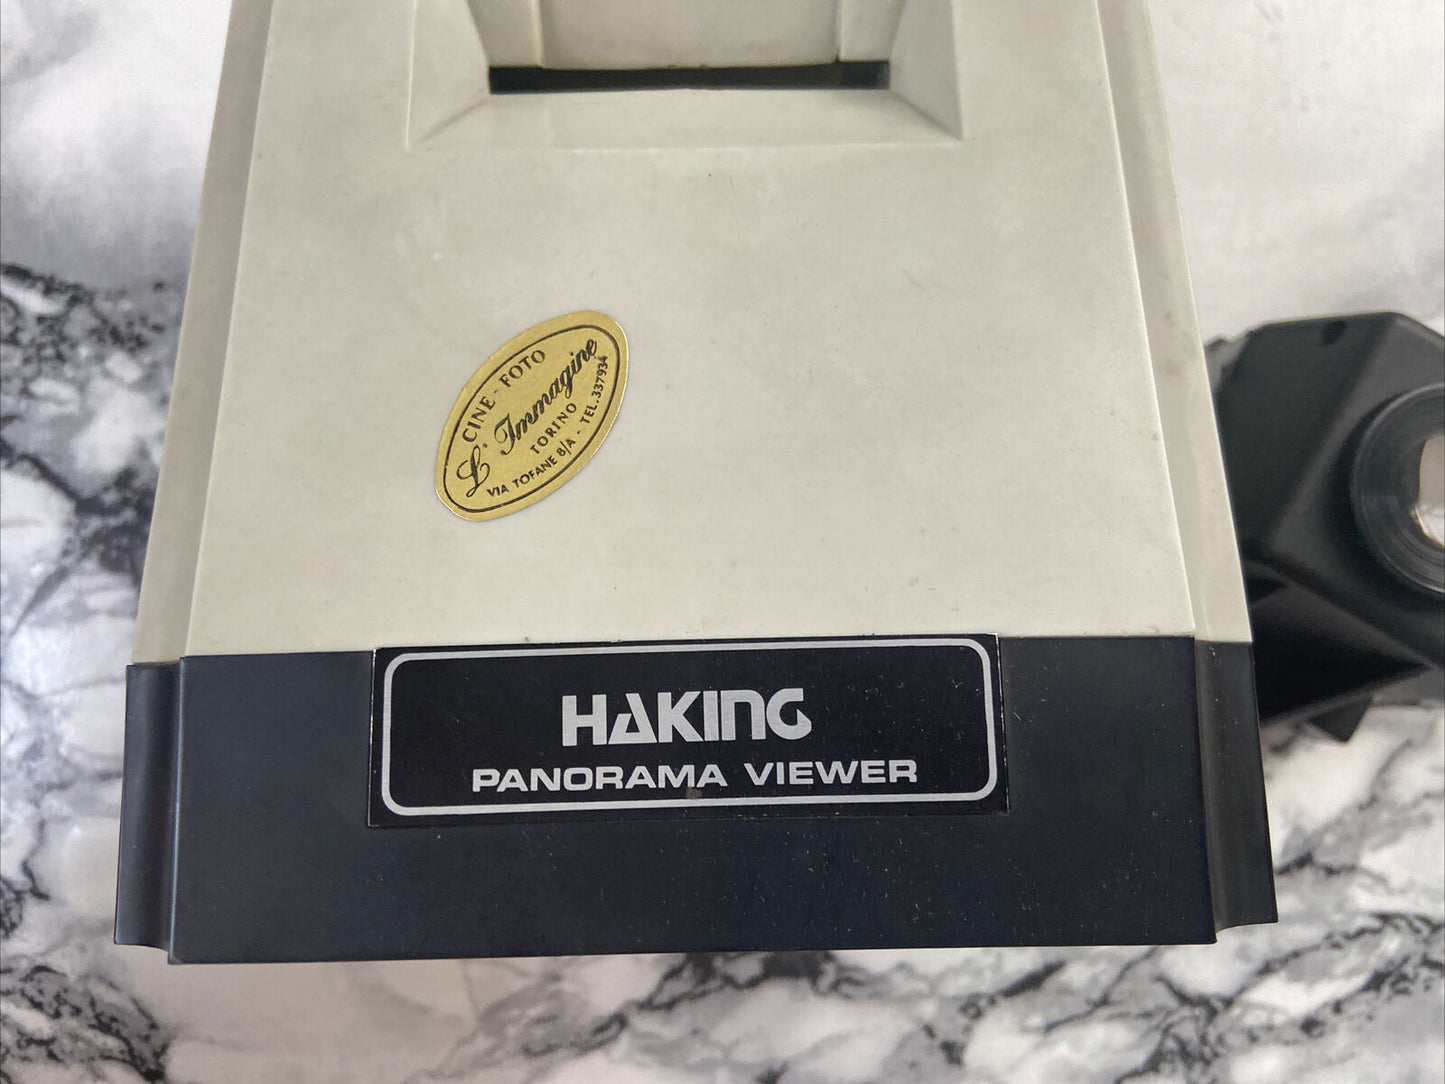 CINE - FOTO
L' Immagine
TORINO
VIA TOFANE 8/A - TEL. 337934
HAKING
PANORAMA VIEWER